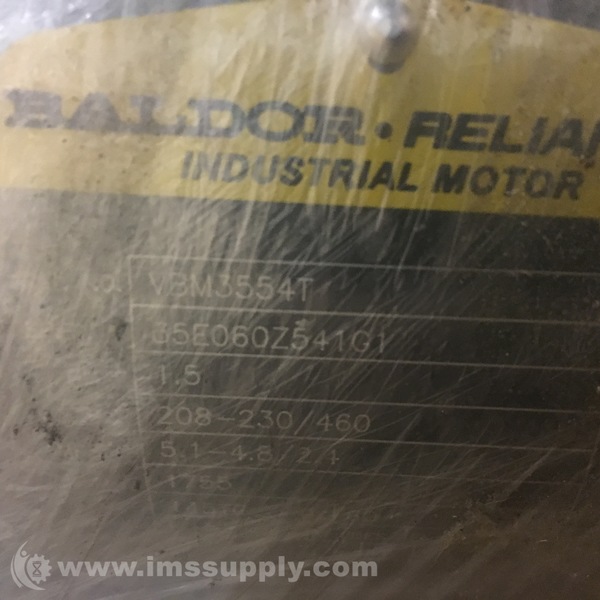 BALDOR • RELIAN
INDUSTRIAL MOTOR
VBM3554T
35E060Z541G1
1.5
208-230/460
5.1-4.8/2.4
1755
www.imssupply.com